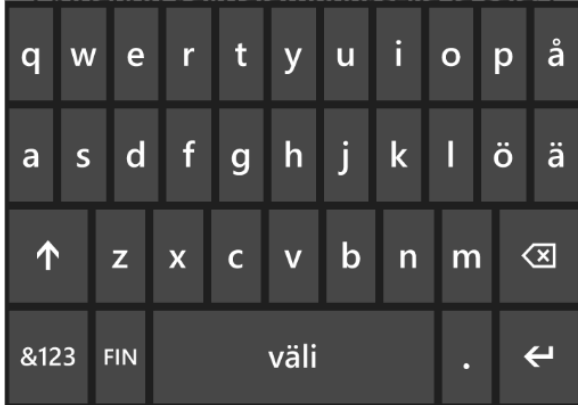 q w e r t y u i o p å
a s d f g h j k l ö ä
z x c v b n m
&123 FIN väli .